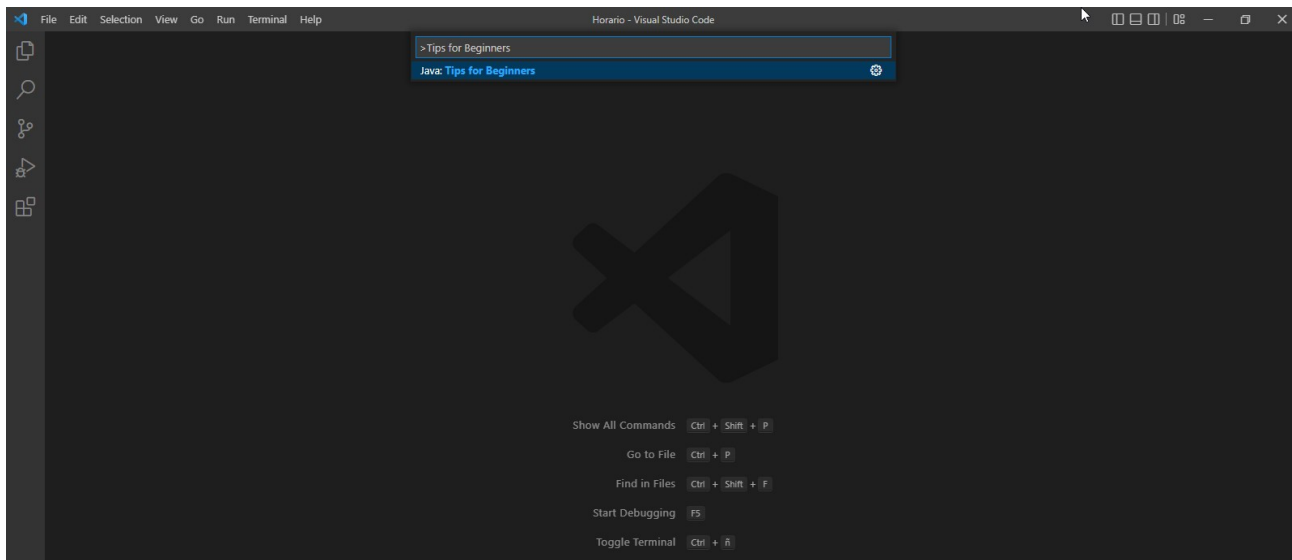 File Edit Selection View Go Run Terminal Help Horario - Visual Studio Code
>Tips for Beginners
Java: Tips for Beginners
Show All Commands Ctrl + Shift + P
Go to File Ctrl + P
Find in Files Ctrl + Shift + F
Start Debugging F5
Toggle Terminal Ctrl + ñ